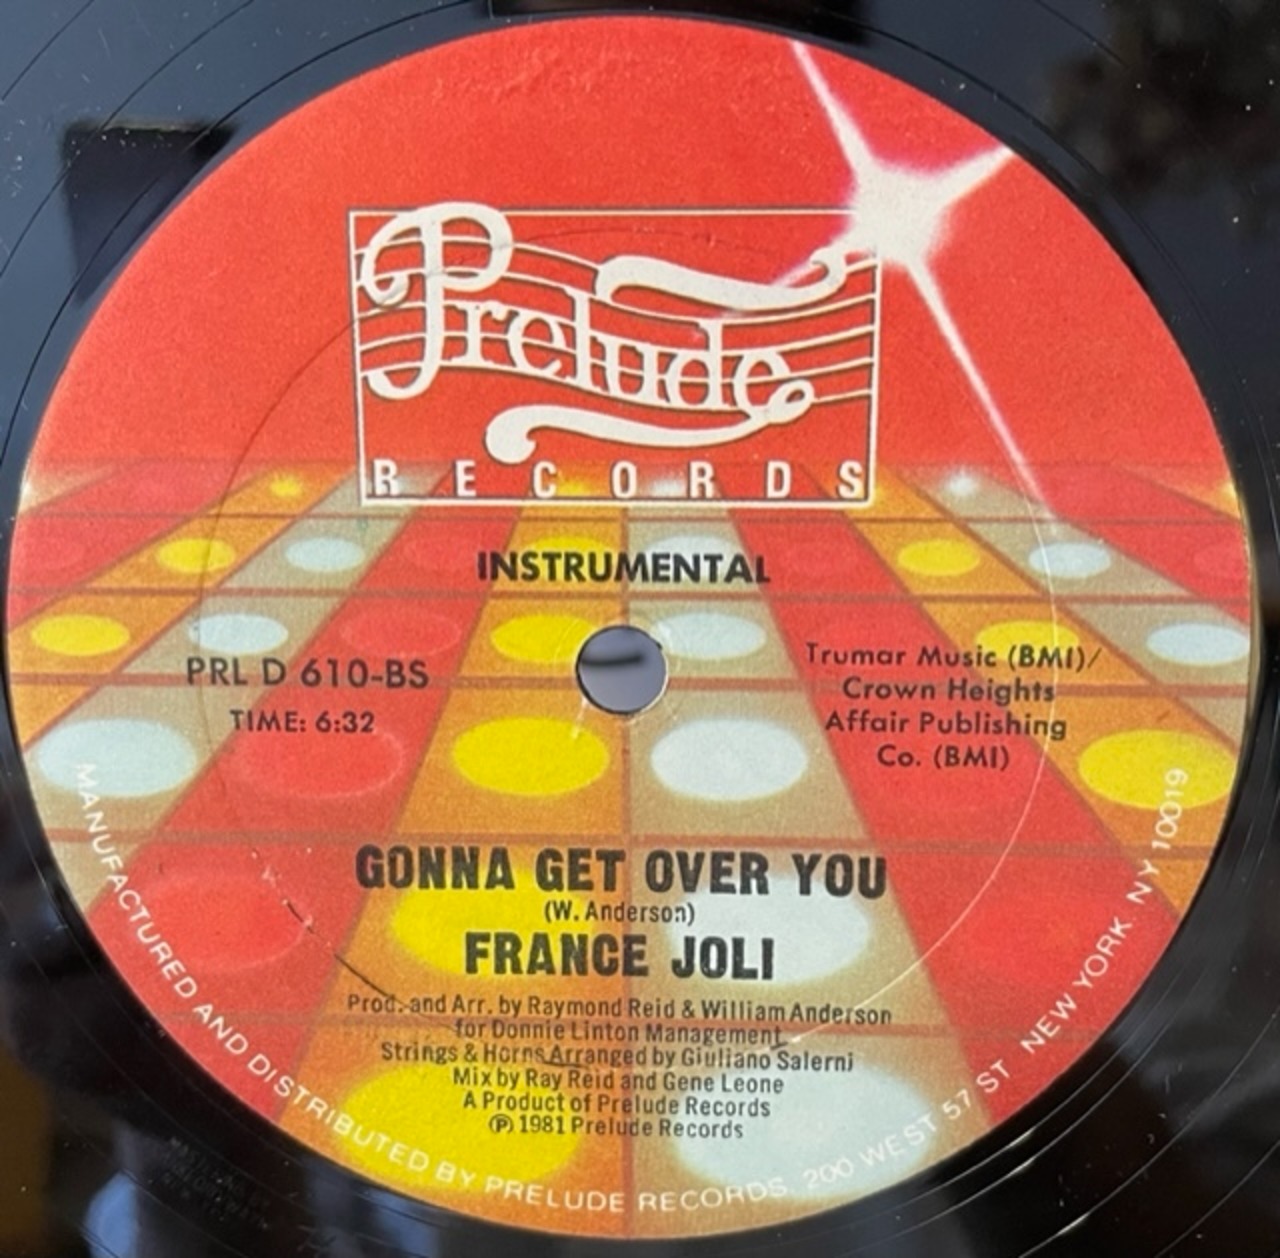 Prelude
RECORDS
INSTRUMENTAL
PRL D 610-BS
TIME: 6:32
Trumar Music (BMI)/
Crown Heights
Affair Publishing
Co. (BMI)
GONNA GET OVER YOU
(W. Anderson)
FRANCE JOLI
Prod. and Arr. by Raymond Reid & William Anderson
for Donnie Linton Management
Strings & Horns Arranged by Giuliano Salerni
Mix by Ray Reid and Gene Leone
A Product of Prelude Records
℗ 1981 Prelude Records
MANUFACTURED AND DISTRIBUTED BY PRELUDE RECORDS, 200 WEST 57 ST NEW YORK, NY 10019